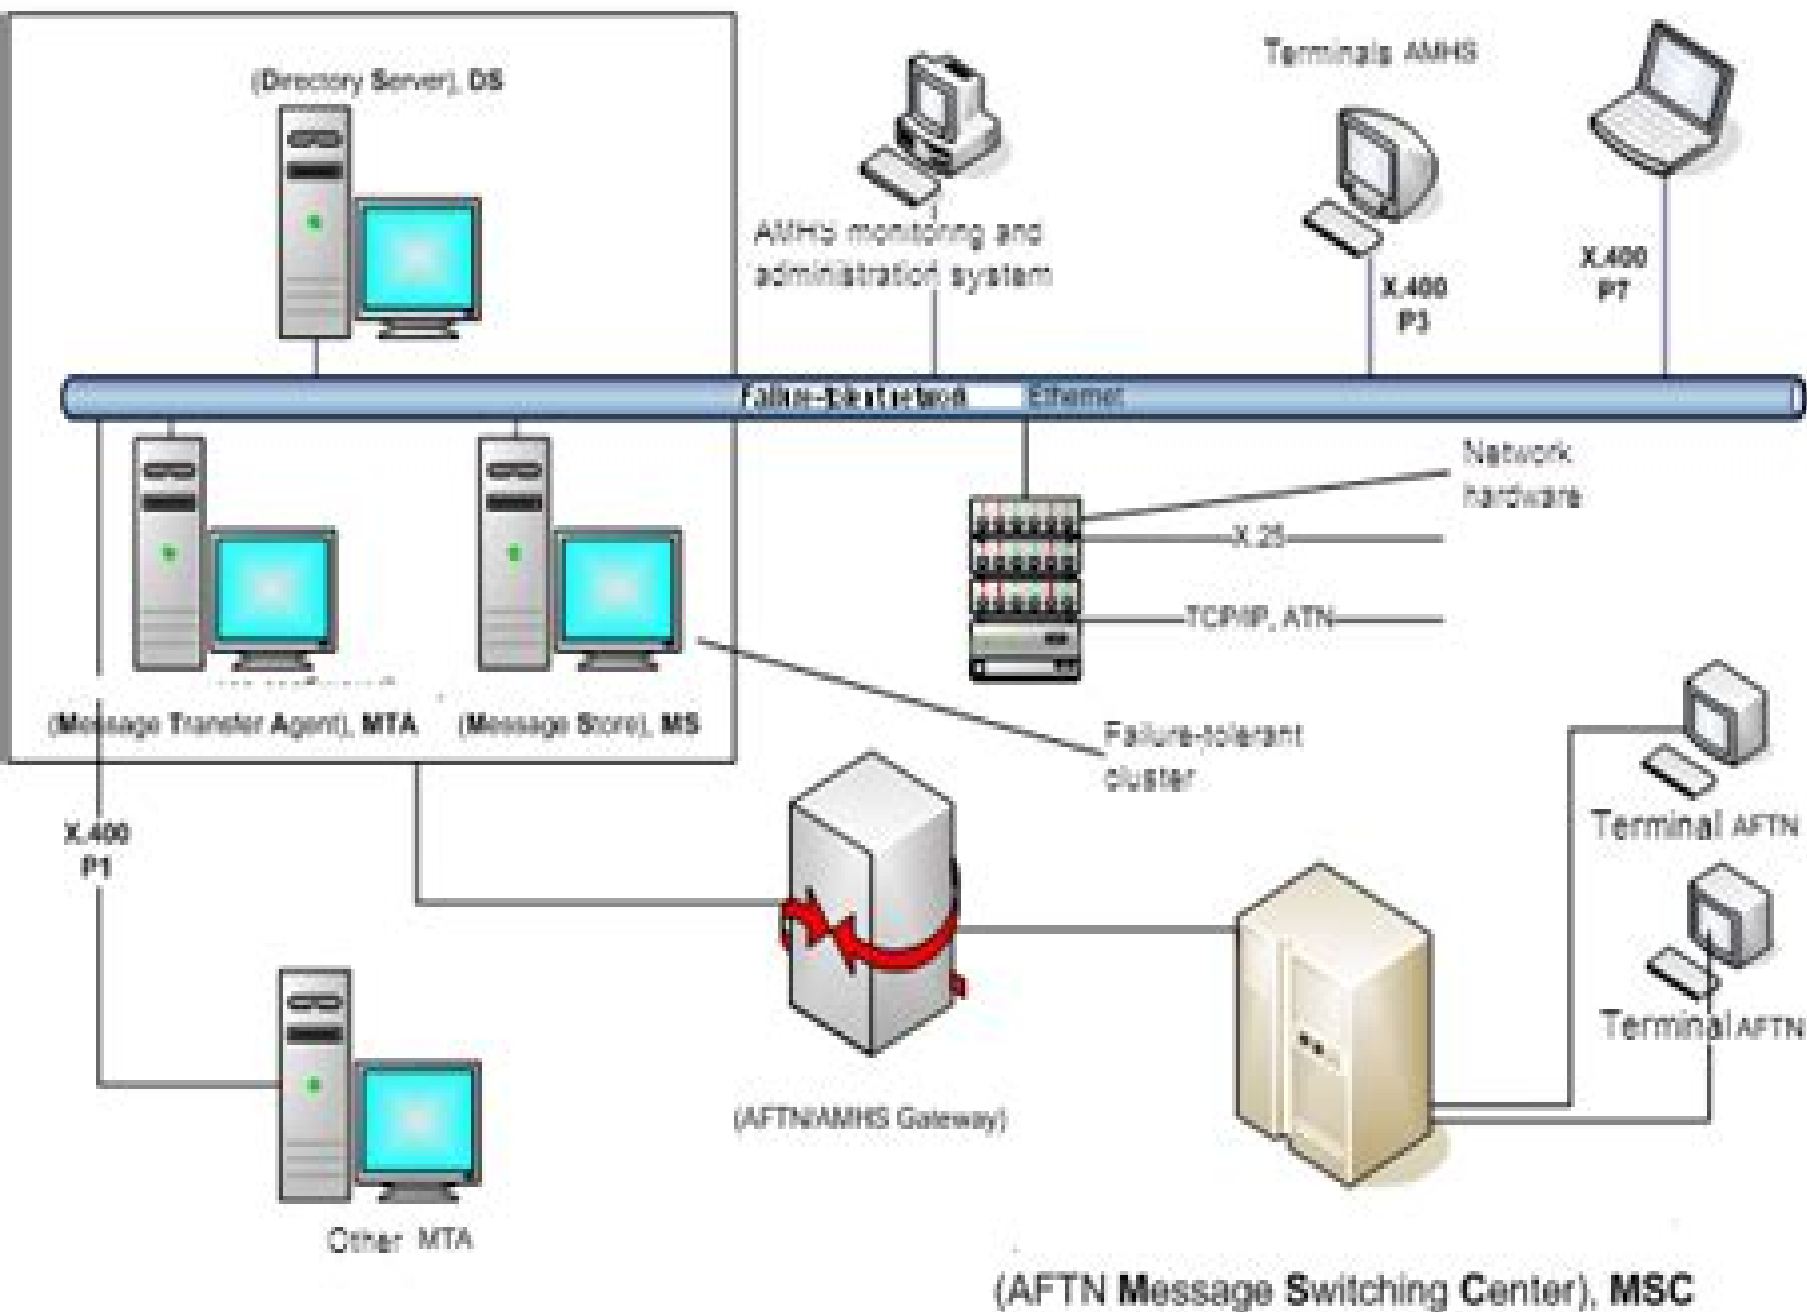 (Directory Server), DS
Terminals AMHS
AMHS monitoring and
administration system
X.400
P3
X.400
P7
Ethernet
Network
hardware
X.25
TCP/IP, ATN
(Message Transfer Agent), MTA
(Message Store), MS
Failure-tolerant
cluster
X.400
P1
Terminal AFTN
Terminal AFTN
(AFTN/AMHS Gateway)
Other MTA
(AFTN Message Switching Center), MSC